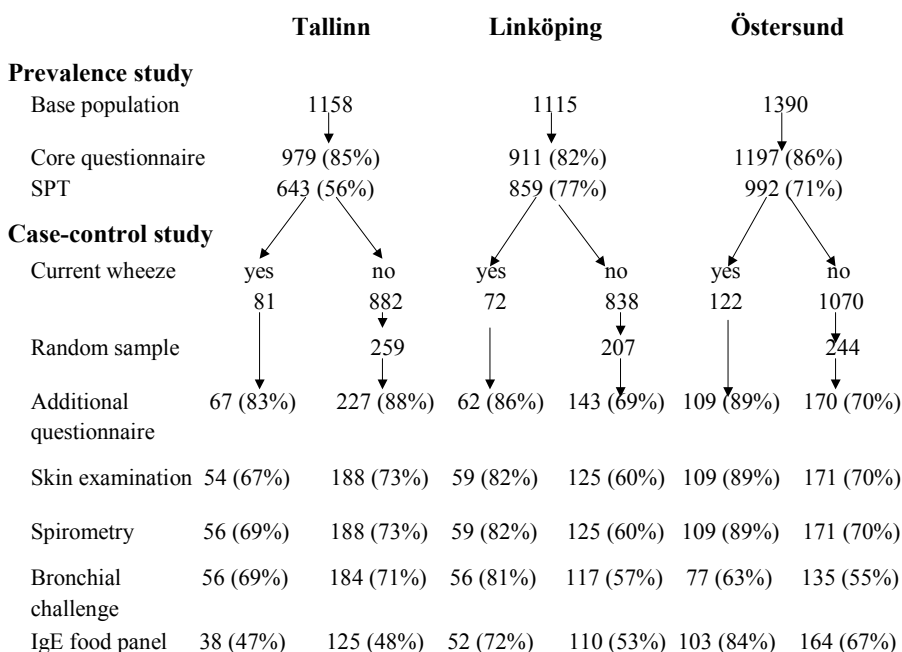 Tallinn Linköping Östersund
Prevalence study
Base population 1158 1115 1390
Core questionnaire 979 (85%) 911 (82%) 1197 (86%)
SPT 643 (56%) 859 (77%) 992 (71%)
Case-control study
Current wheeze yes no yes no yes no
81 882 72 838 122 1070
Random sample 259 207 244
Additional 67 (83%) 227 (88%) 62 (86%) 143 (69%) 109 (89%) 170 (70%)
questionnaire
Skin examination 54 (67%) 188 (73%) 59 (82%) 125 (60%) 109 (89%) 171 (70%)
Spirometry 56 (69%) 188 (73%) 59 (82%) 125 (60%) 109 (89%) 171 (70%)
Bronchial 56 (69%) 184 (71%) 56 (81%) 117 (57%) 77 (63%) 135 (55%)
challenge
IgE food panel 38 (47%) 125 (48%) 52 (72%) 110 (53%) 103 (84%) 164 (67%)